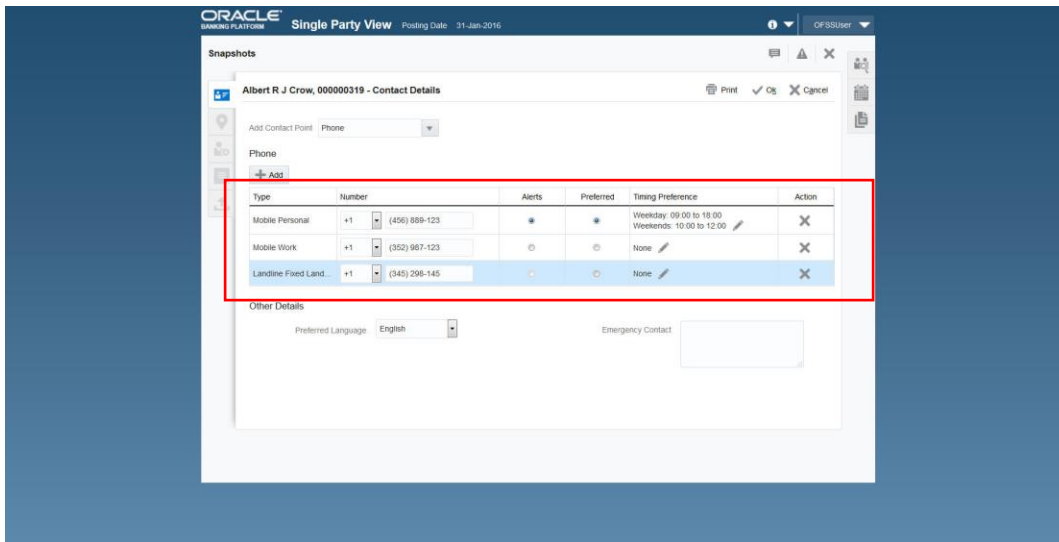 ORACLE
BANKING PLATFORM Single Party View Posting Date 31-Jan-2016 OFSSUser
Snapshots
Albert R J Crow, 000000319 - Contact Details Print Ok Cancel
Add Contact Point Phone
Phone
Add
Type Number Alerts Preferred Timing Preference Action
Mobile Personal +1 (456) 889-123 Weekday: 09:00 to 18:00
Weekends: 10:00 to 12:00
Mobile Work +1 (352) 987-123 None
Landline Fixed Land... +1 (345) 298-145 None
Other Details
Preferred Language English Emergency Contact